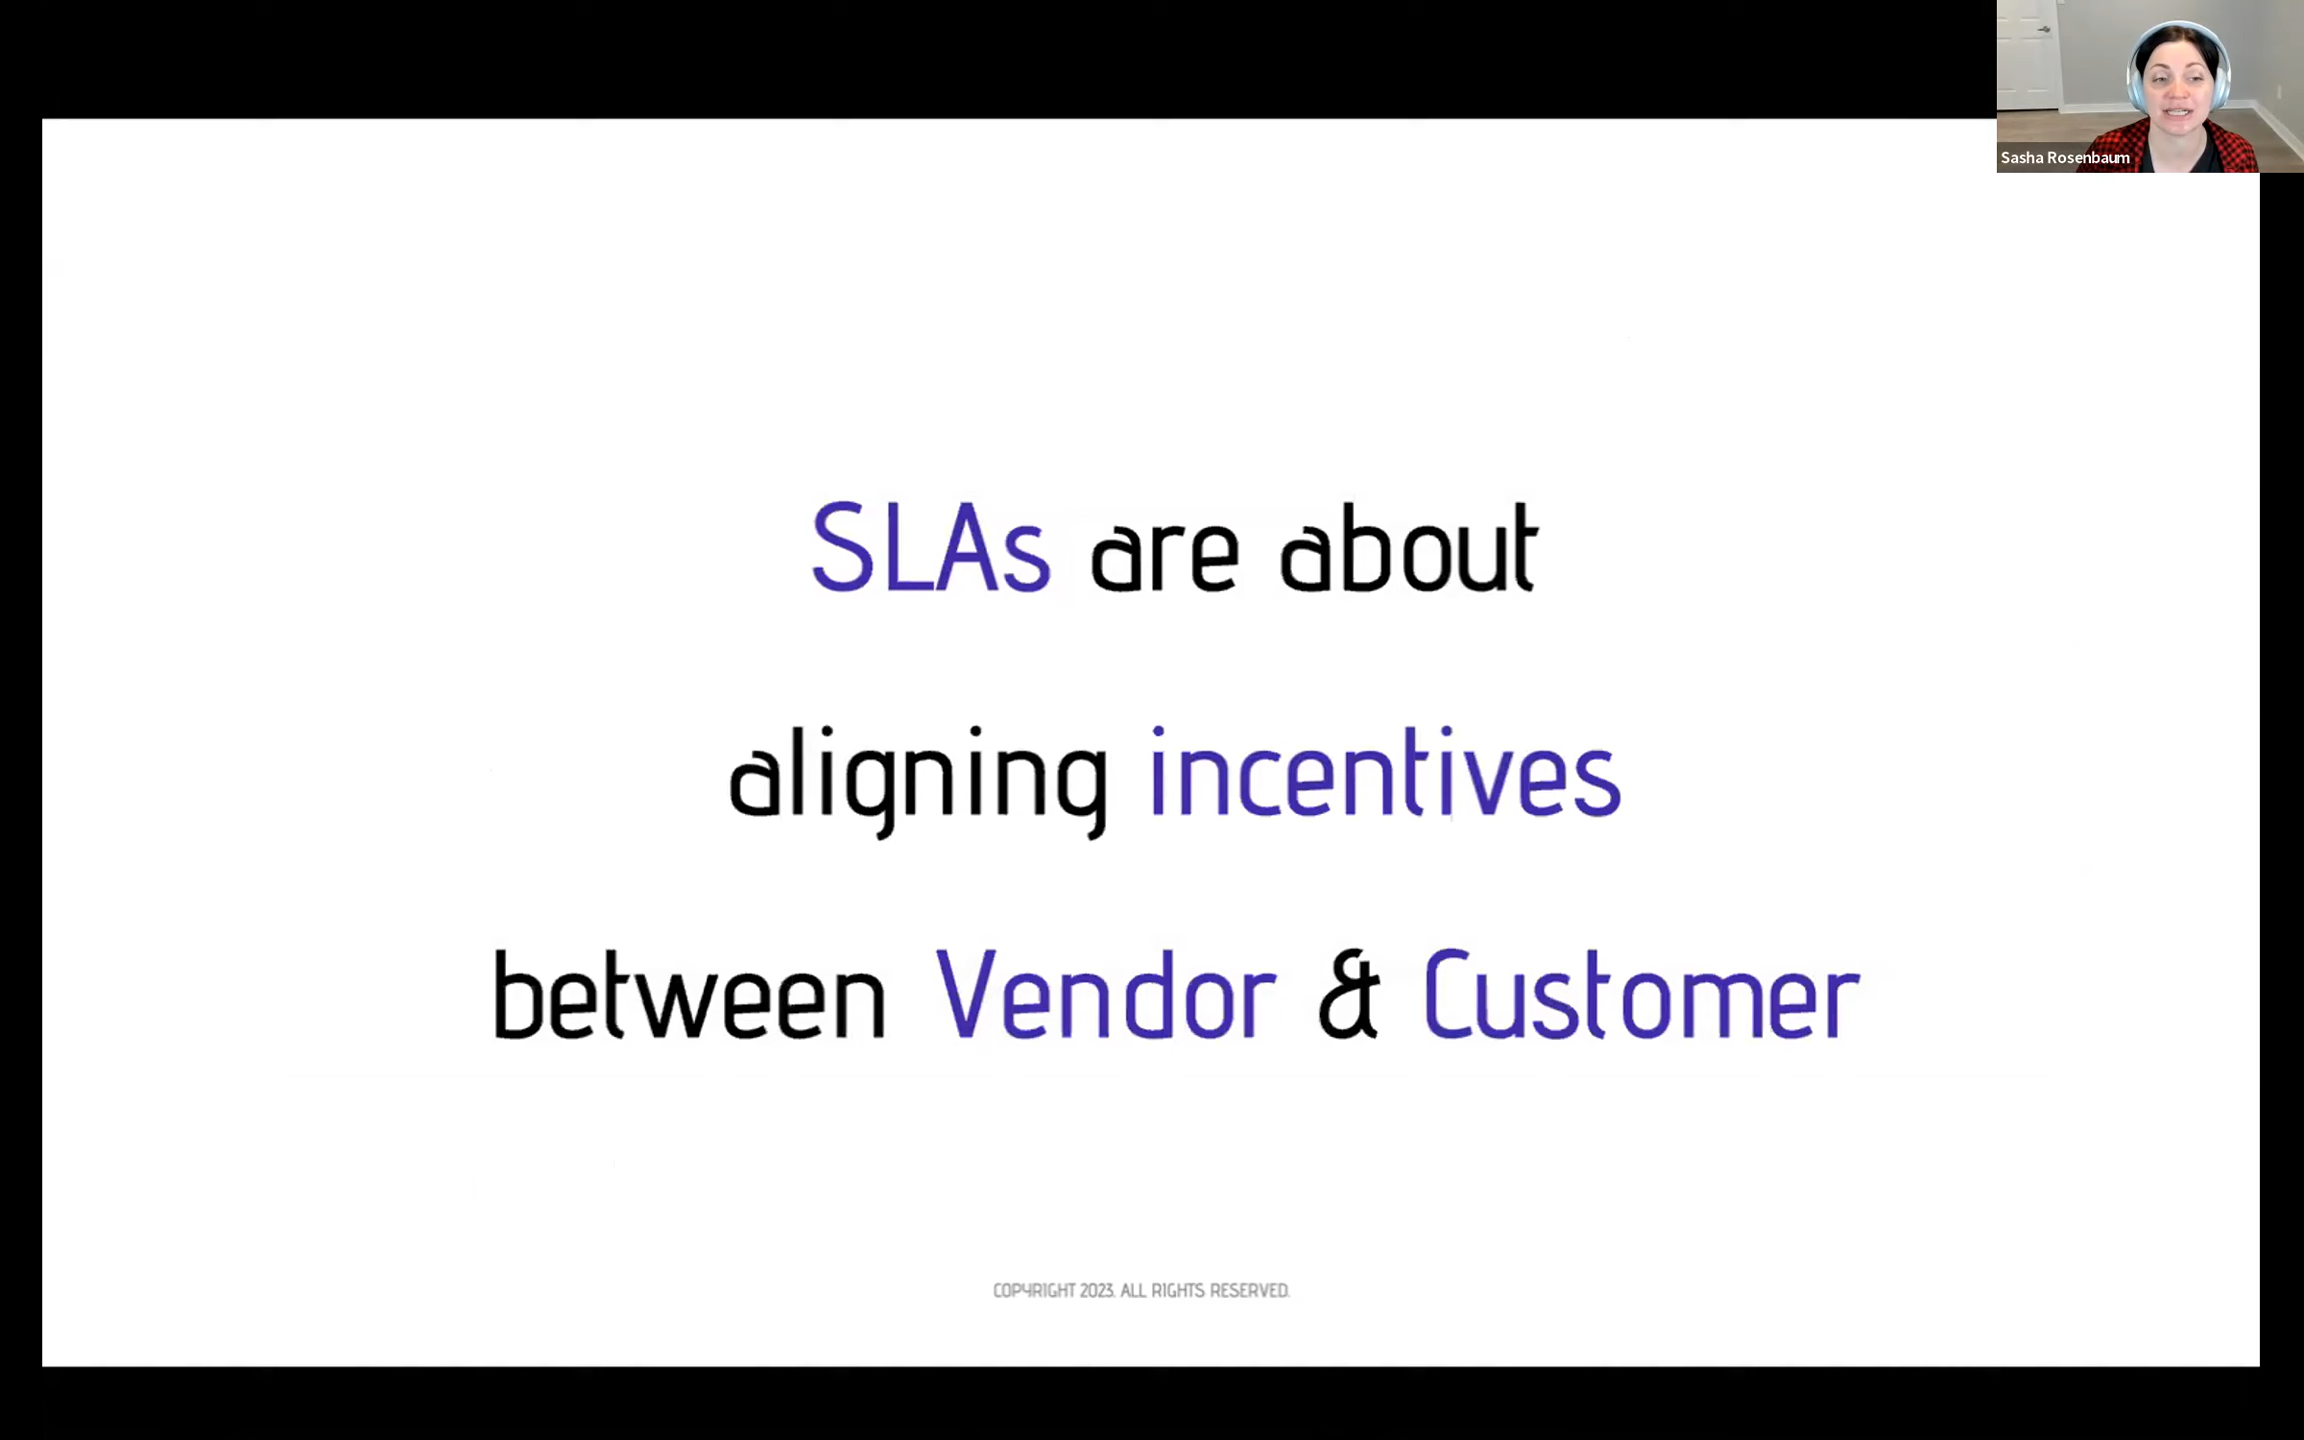 Sasha Rosenbaum
SLAs are about
aligning incentives
between Vendor & Customer
COPYRIGHT 2023. ALL RIGHTS RESERVED.